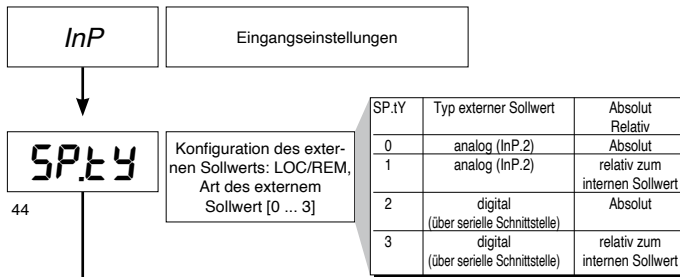 InP
Eingangseinstellungen
SP.tY
Konfiguration des exter-
nen Sollwerts: LOC/REM,
Art des externem
Sollwert [0 ... 3]
44
SP.tY Typ externer Sollwert Absolut
Relativ
0 analog (InP.2) Absolut
1 analog (InP.2) relativ zum
internen Sollwert
2 digital Absolut
(über serielle Schnittstelle)
3 digital relativ zum
(über serielle Schnittstelle) internen Sollwert